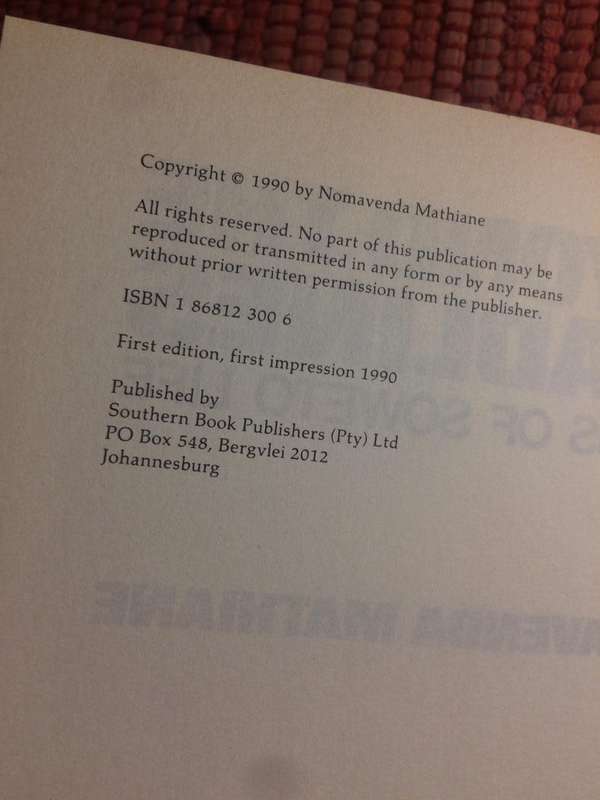 Copyright © 1990 by Nomavenda Mathiane
All rights reserved. No part of this publication may be
reproduced or transmitted in any form or by any means
without prior written permission from the publisher.
ISBN 1 86812 300 6
First edition, first impression 1990
Published by
Southern Book Publishers (Pty) Ltd
PO Box 548, Bergvlei 2012
Johannesburg